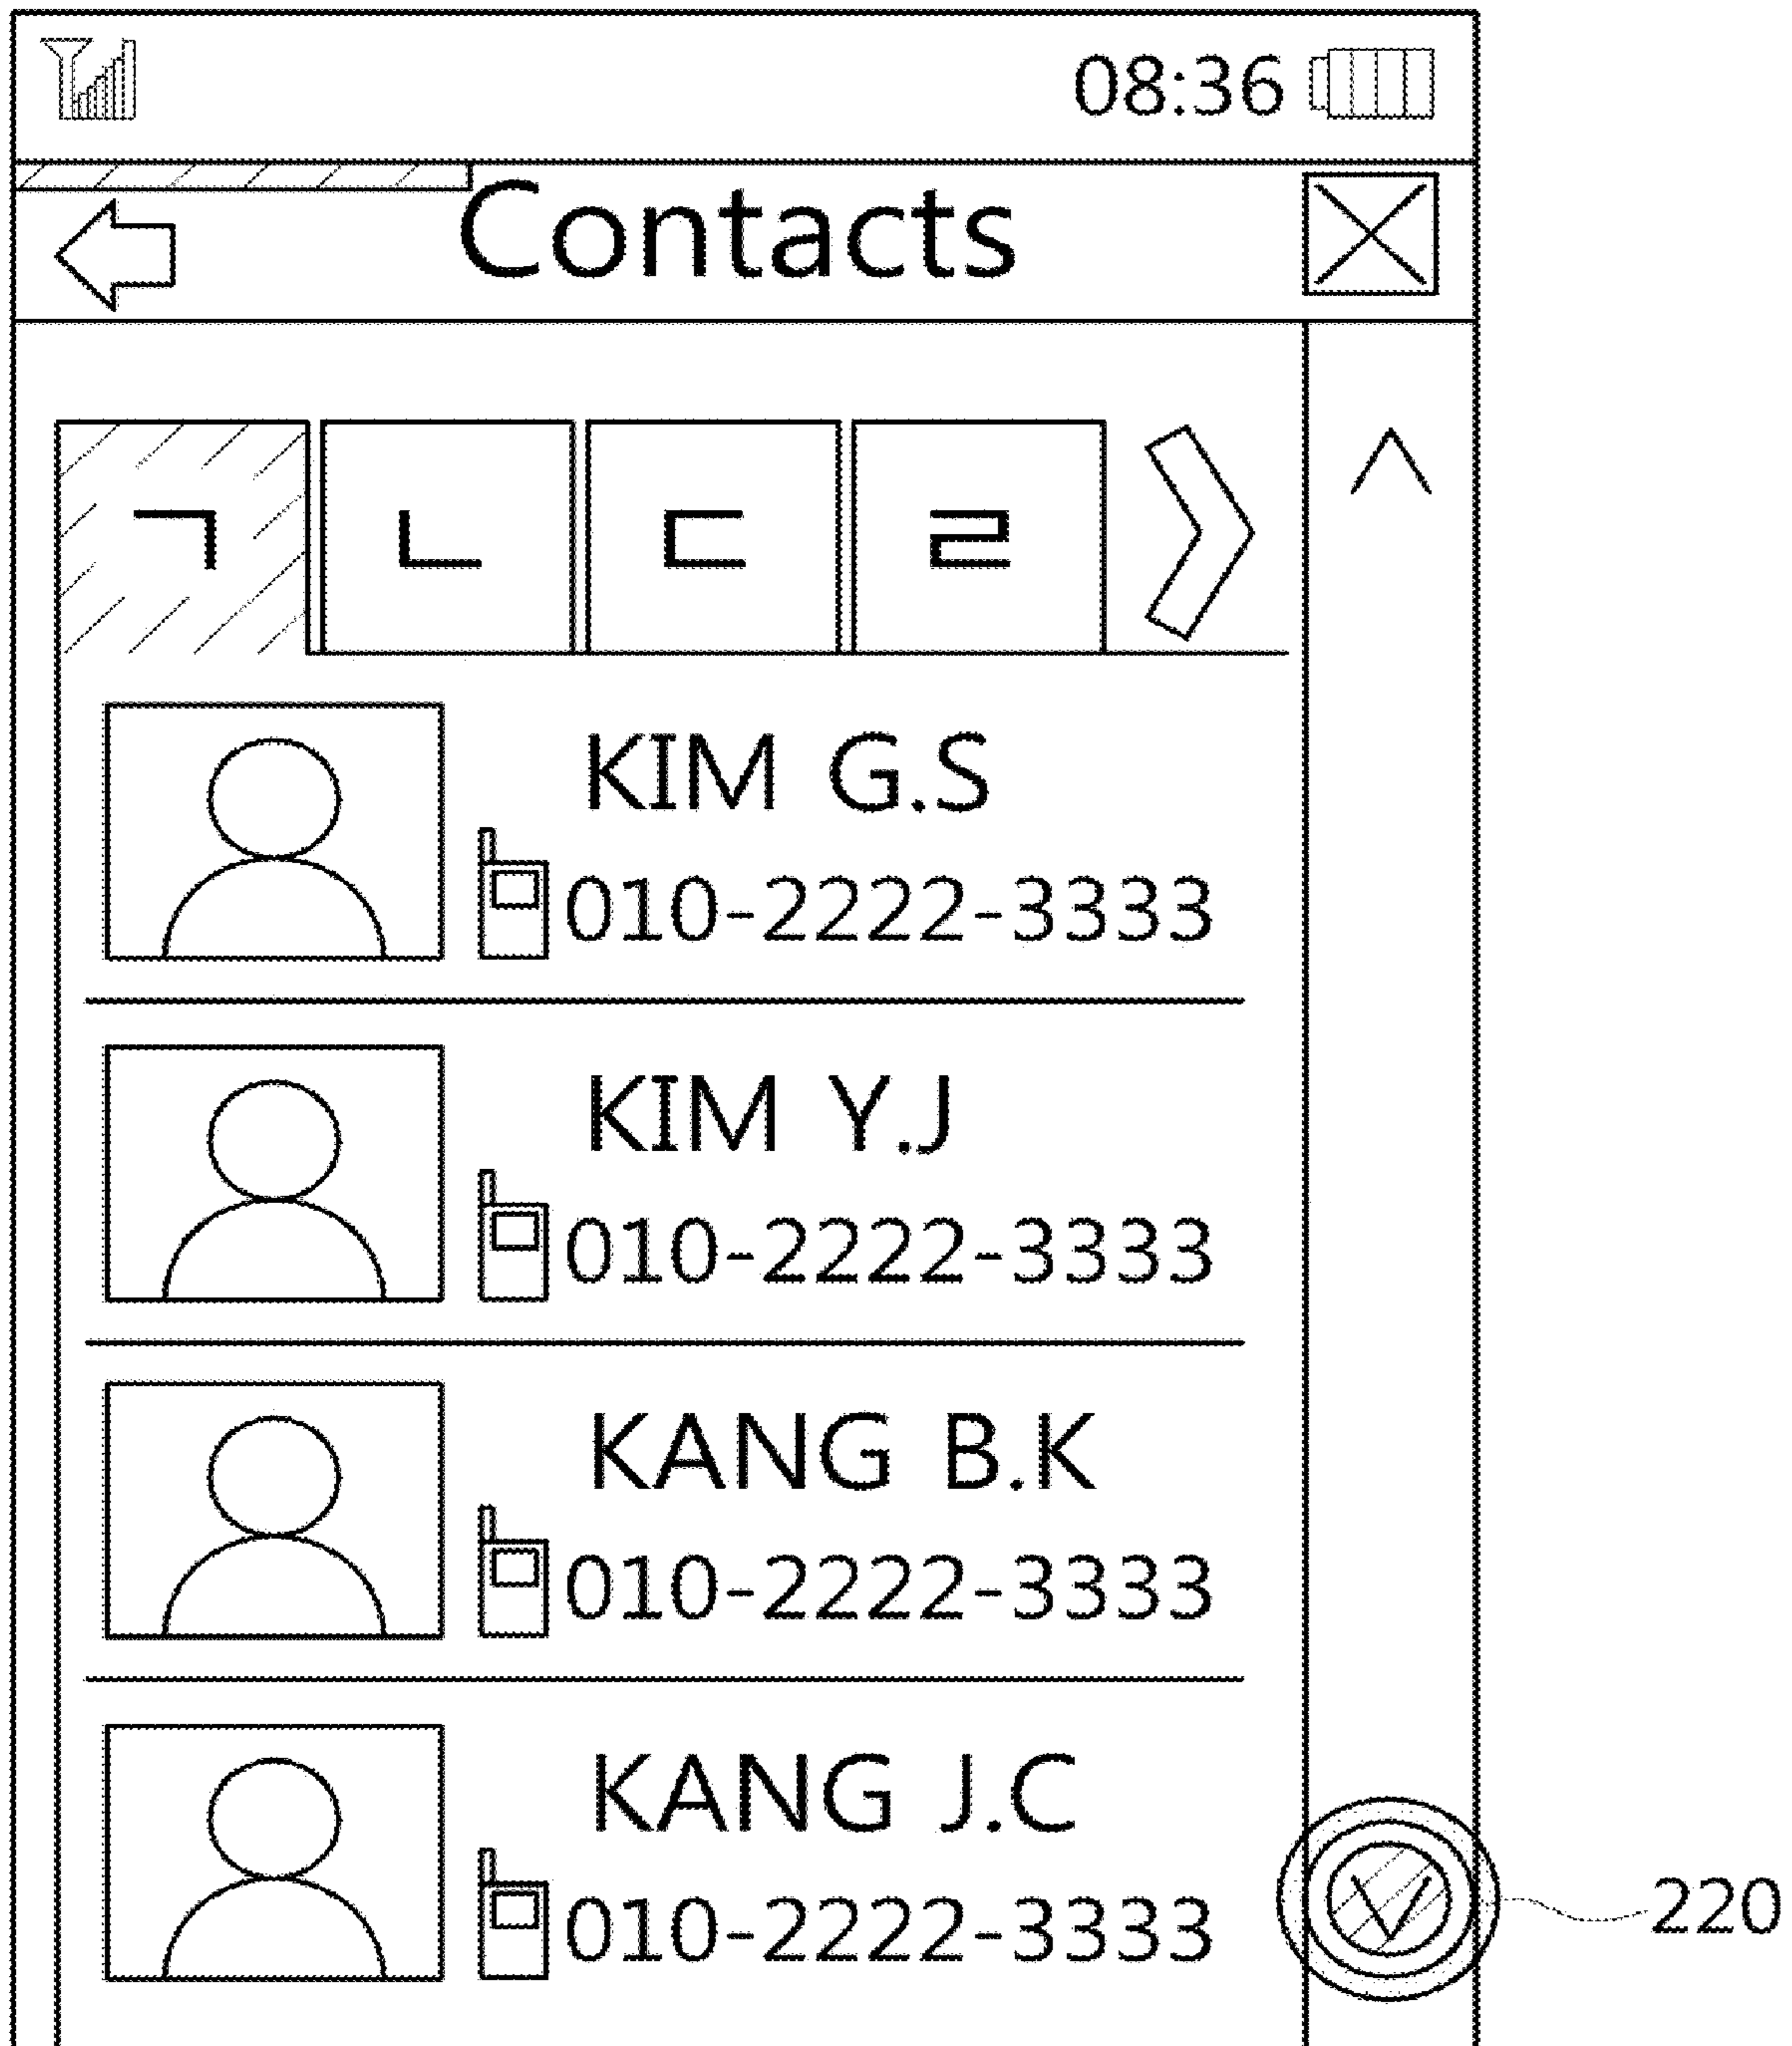 08:36
Contacts
ㄱ ㄴ ㄷ ㄹ
KIM G.S
010-2222-3333
KIM Y.J
010-2222-3333
KANG B.K
010-2222-3333
KANG J.C
010-2222-3333
220